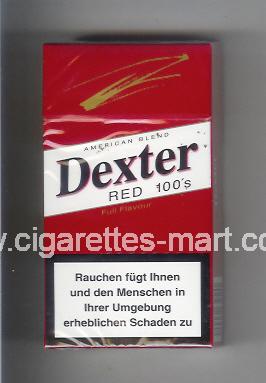 AMERICAN BLEND
Dexter
RED 100's
Full Flavour
www.cigarettes-mart.com
Rauchen fügt Ihnen
und den Menschen in
Ihrer Umgebung
erheblichen Schaden zu